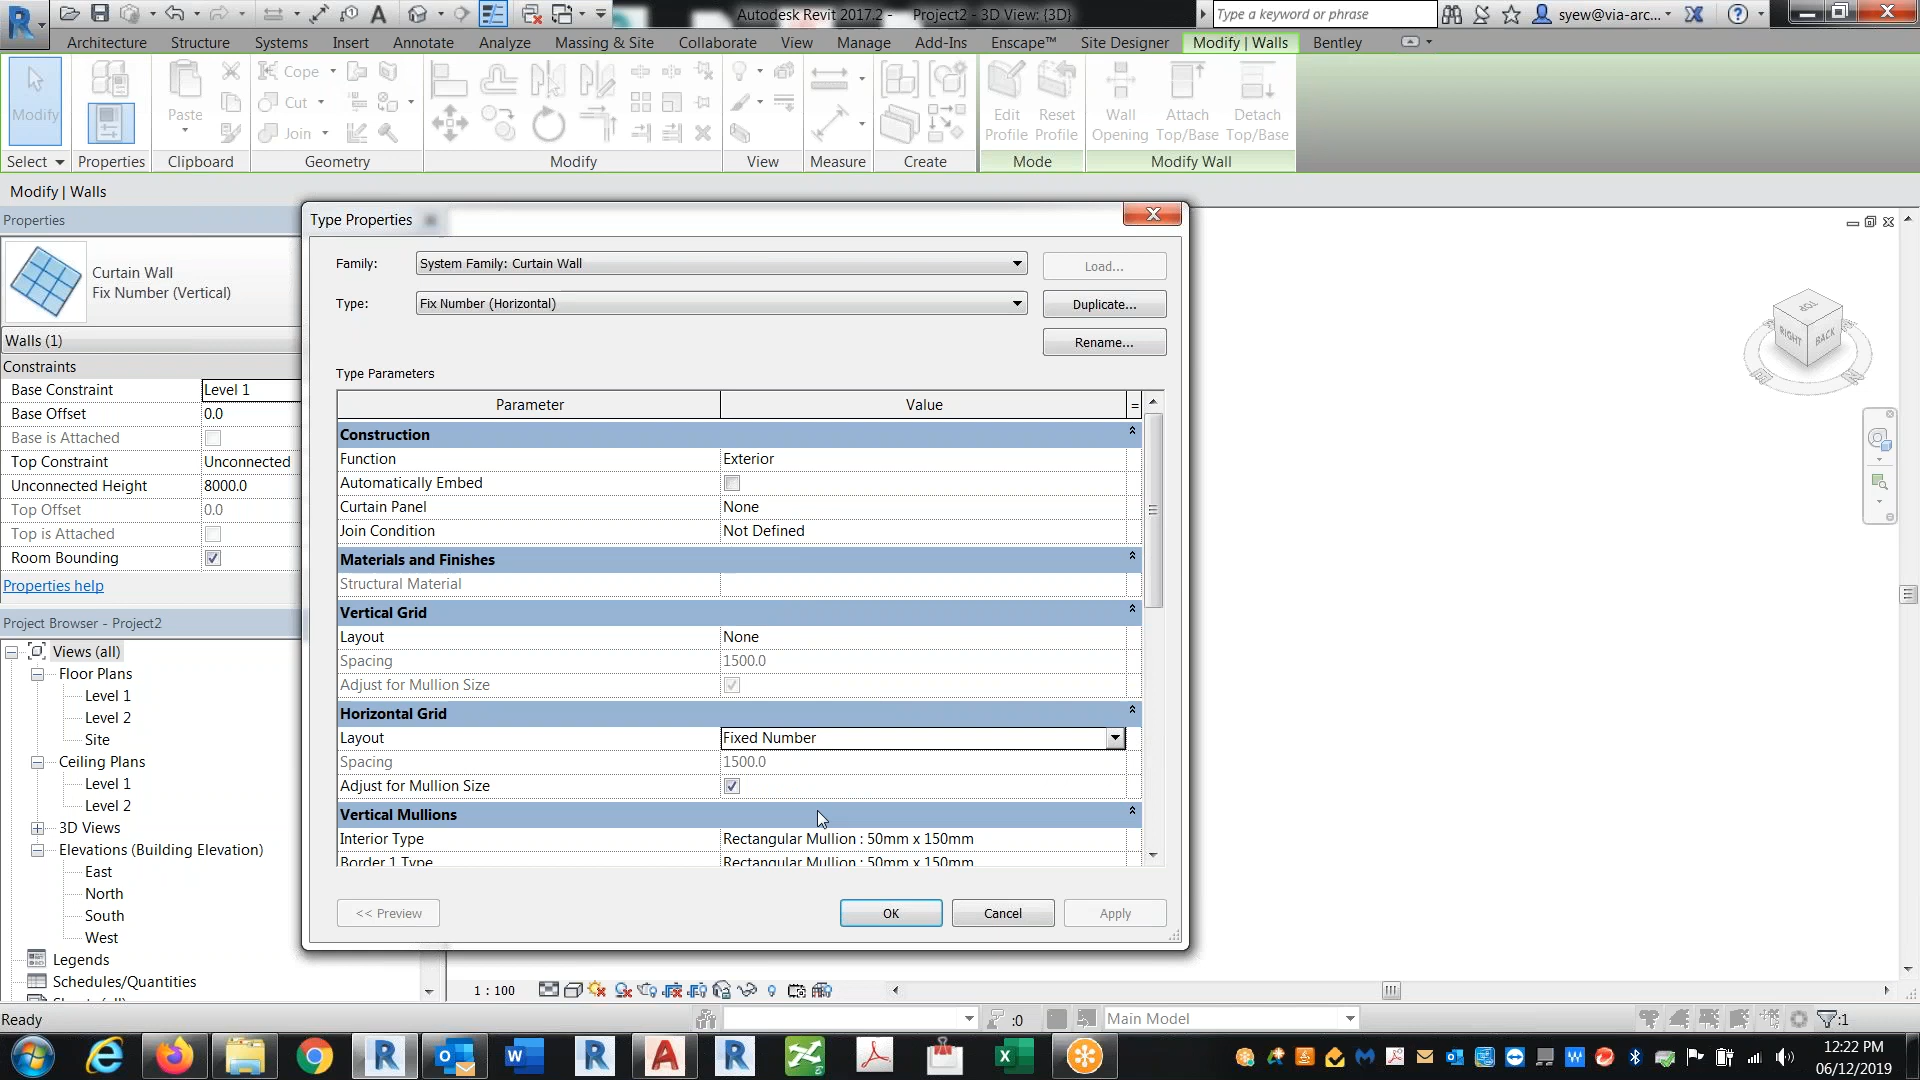 Autodesk Revit 2017.2 - Project2 - 3D View: {3D}
Type a keyword or phrase
syew@via-arc...
Architecture Structure Systems Insert Annotate Analyze Massing & Site Collaborate View Manage Add-Ins Enscape™ Site Designer Modify | Walls Bentley
Modify
Paste
Cope
Cut
Join
Edit Profile
Reset Profile
Wall Opening
Attach Top/Base
Detach Top/Base
Select Properties Clipboard Geometry Modify View Measure Create Mode Modify Wall
Modify | Walls
Properties
Curtain Wall
Fix Number (Vertical)
Walls (1)
Constraints
Base Constraint Level 1
Base Offset 0.0
Base is Attached
Top Constraint Unconnected
Unconnected Height 8000.0
Top Offset 0.0
Top is Attached
Room Bounding
Properties help
Project Browser - Project2
Views (all)
Floor Plans
Level 1
Level 2
Site
Ceiling Plans
Level 1
Level 2
3D Views
Elevations (Building Elevation)
East
North
South
West
Legends
Schedules/Quantities
Type Properties
Family: System Family: Curtain Wall Load...
Type: Fix Number (Horizontal) Duplicate...
Rename...
Type Parameters
Parameter Value =
Construction
Function Exterior
Automatically Embed
Curtain Panel None
Join Condition Not Defined
Materials and Finishes
Structural Material
Vertical Grid
Layout None
Spacing 1500.0
Adjust for Mullion Size
Horizontal Grid
Layout Fixed Number
Spacing 1500.0
Adjust for Mullion Size
Vertical Mullions
Interior Type Rectangular Mullion : 50mm x 150mm
Border 1 Type Rectangular Mullion : 50mm x 150mm
<< Preview OK Cancel Apply
TOP
RIGHT BACK
1 : 100
Ready
:0
Main Model
:1
12:22 PM
06/12/2019